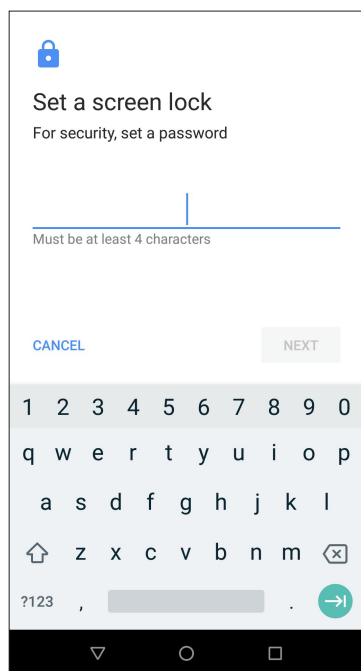 Set a screen lock
For security, set a password
Must be at least 4 characters
CANCEL NEXT
1 2 3 4 5 6 7 8 9 0
q w e r t y u i o p
a s d f g h j k l
z x c v b n m
?123 , .